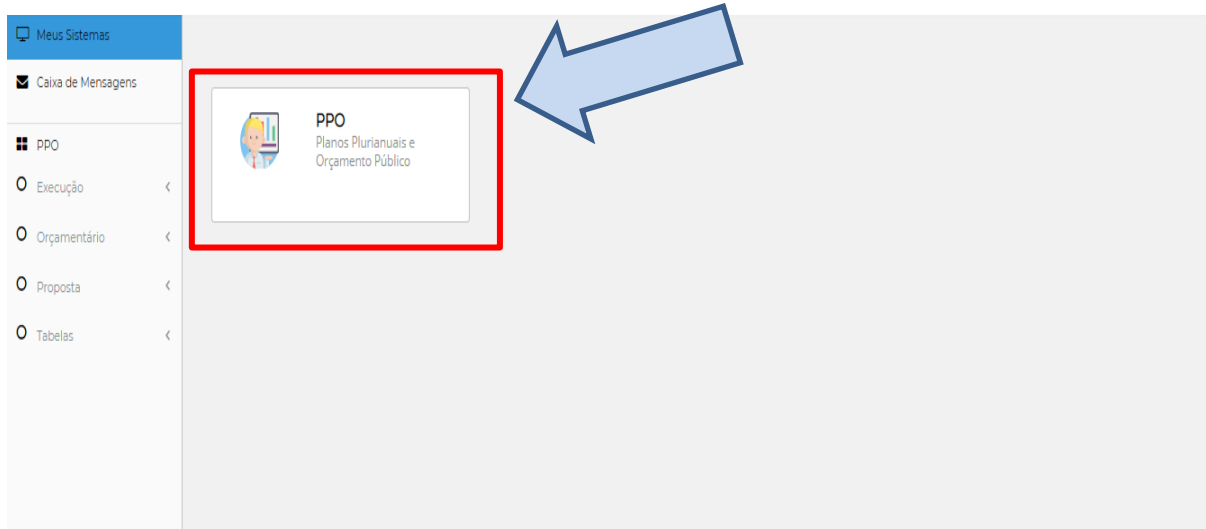 Meus Sistemas
Caixa de Mensagens
PPO
Execução
Orçamentário
Proposta
Tabelas
PPO
Planos Plurianuais e
Orçamento Público